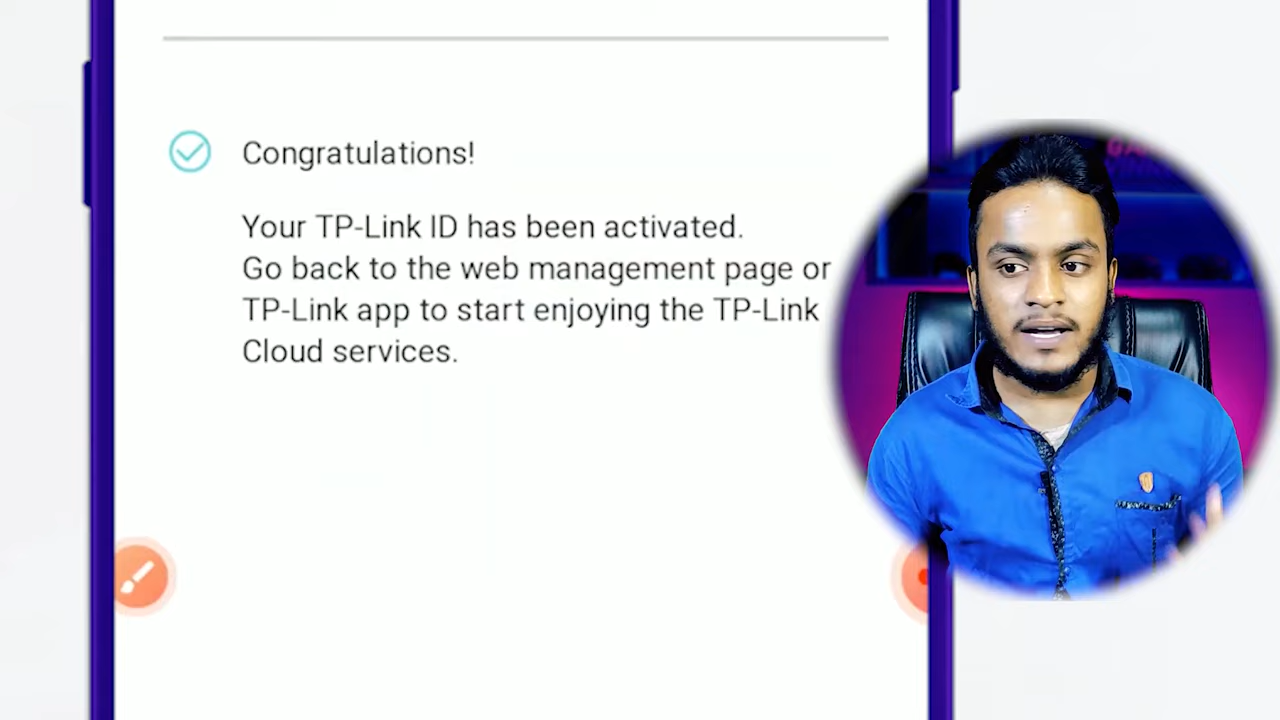 Congratulations!
Your TP-Link ID has been activated.
Go back to the web management page or
TP-Link app to start enjoying the TP-Link
Cloud services.